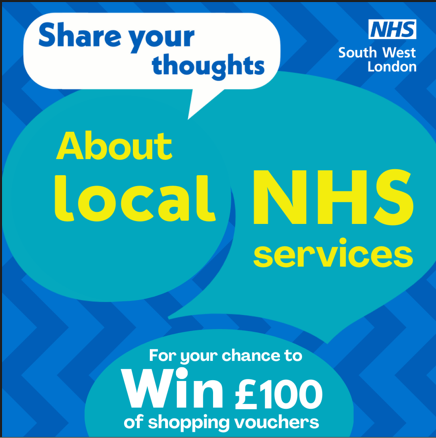 Share your
thoughts
NHS
South West
London
About
local
NHS
services
For your chance to
Win £100
of shopping vouchers